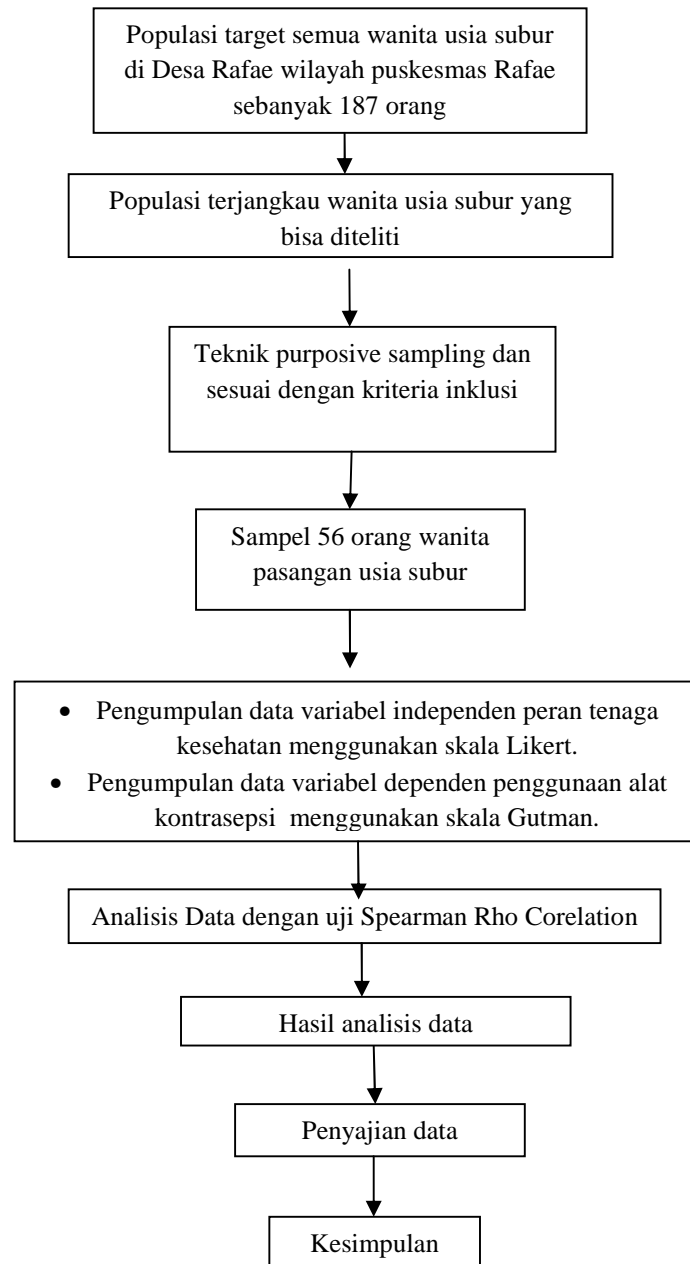 Populasi target semua wanita usia subur
di Desa Rafae wilayah puskesmas Rafae
sebanyak 187 orang
Populasi terjangkau wanita usia subur yang
bisa diteliti
Teknik purposive sampling dan
sesuai dengan kriteria inklusi
Sampel 56 orang wanita
pasangan usia subur
• Pengumpulan data variabel independen peran tenaga
kesehatan menggunakan skala Likert.
• Pengumpulan data variabel dependen penggunaan alat
kontrasepsi menggunakan skala Gutman.
Analisis Data dengan uji Spearman Rho Corelation
Hasil analisis data
Penyajian data
Kesimpulan